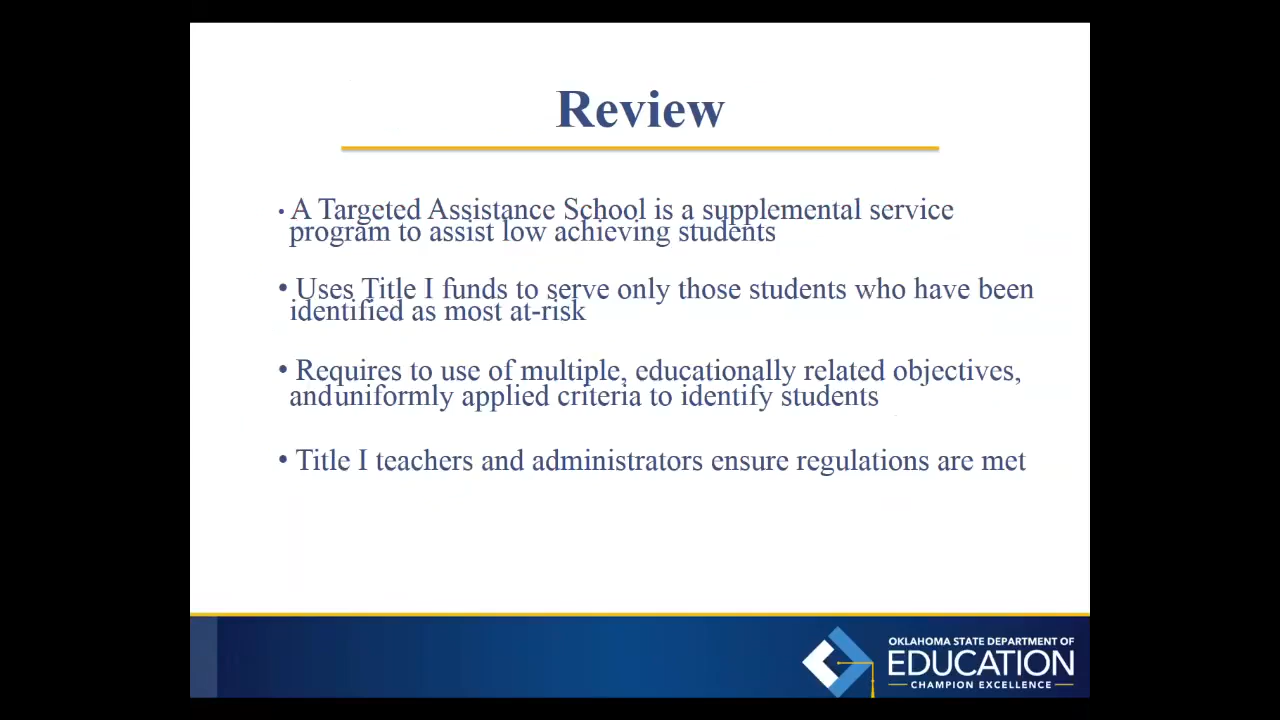 Review
• A Targeted Assistance School is a supplemental service
program to assist low achieving students
• Uses Title I funds to serve only those students who have been
identified as most at-risk
• Requires to use of multiple, educationally related objectives,
anduniformly applied criteria to identify students
• Title I teachers and administrators ensure regulations are met
OKLAHOMA STATE DEPARTMENT OF
EDUCATION
CHAMPION EXCELLENCE